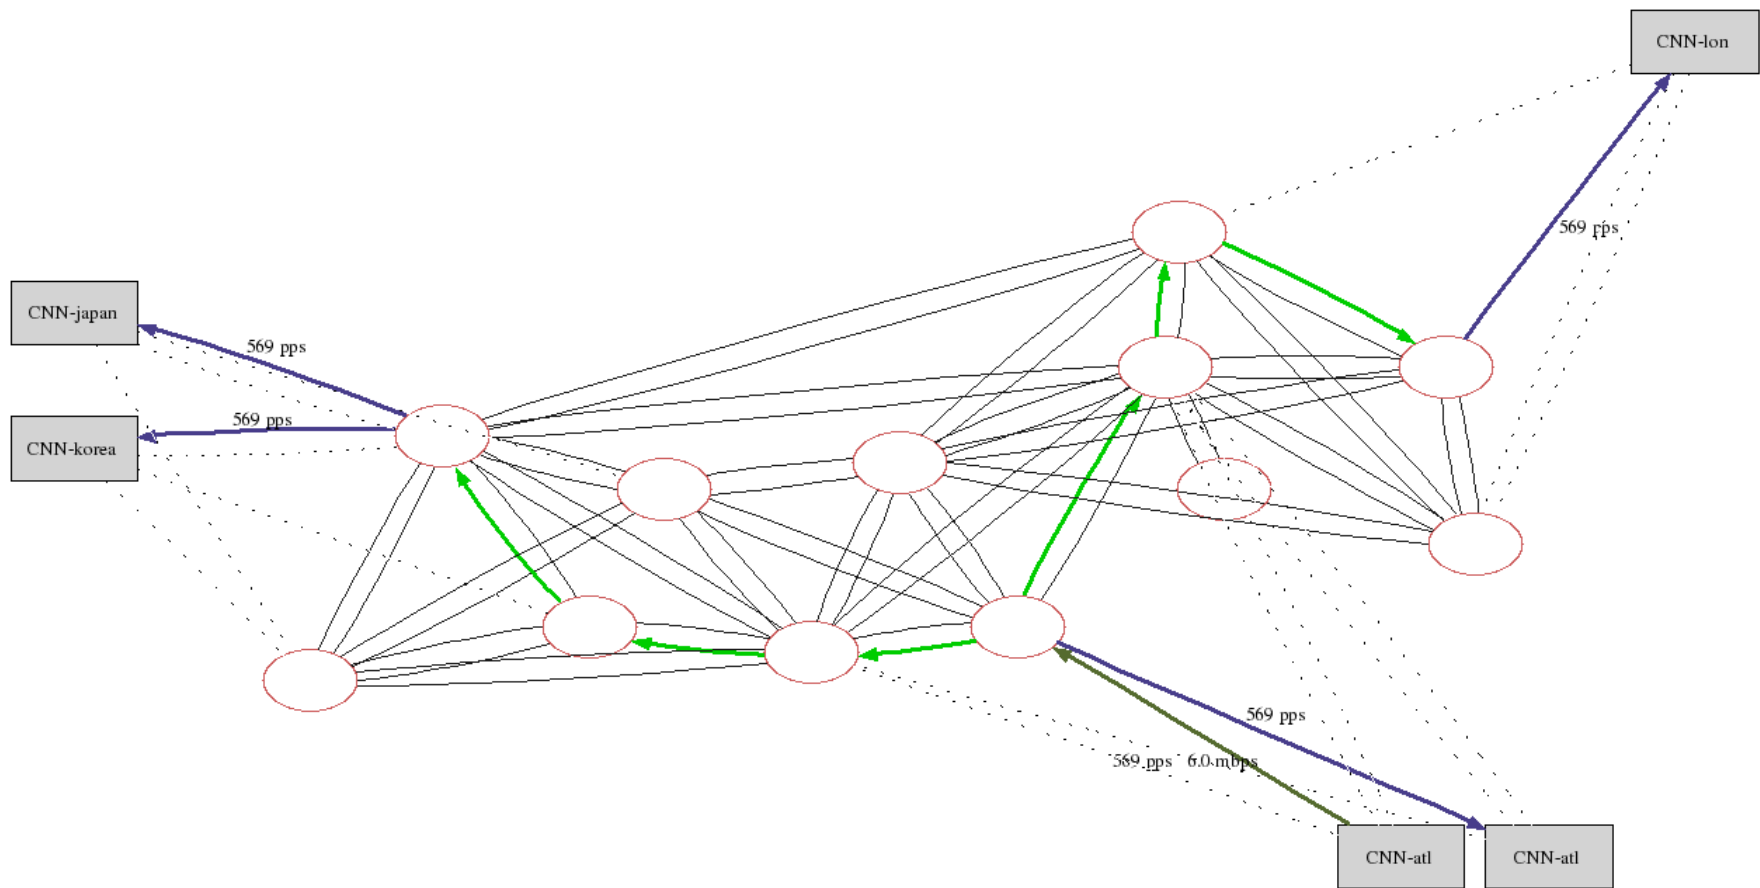 CNN-lon
569 pps
CNN-japan
569 pps
569 pps
CNN-korea
569 pps
569 pps 6.0 mbps
CNN-atl
CNN-atl